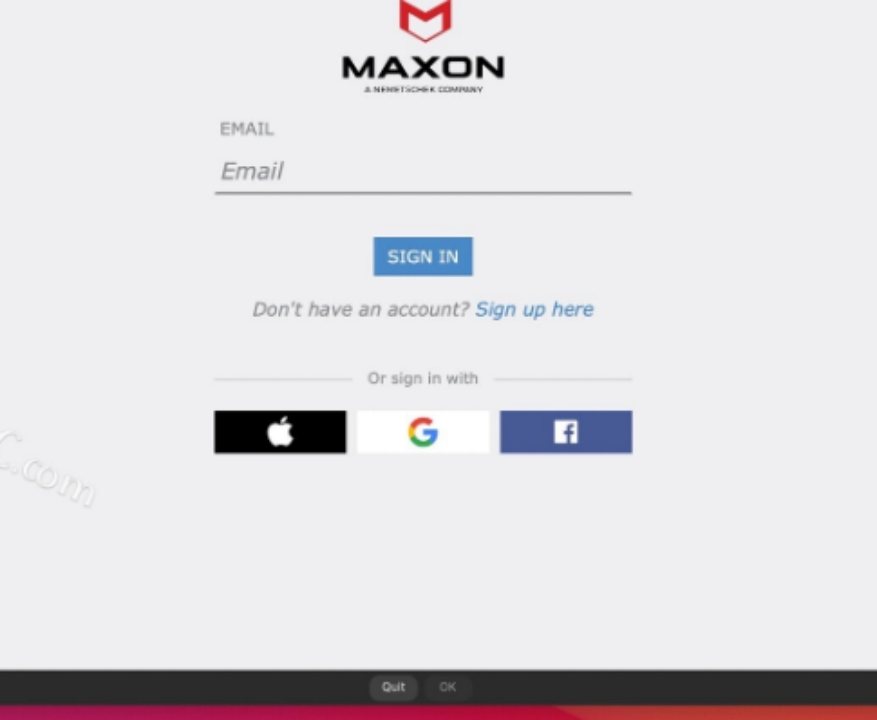 MAXON
A NEMETSCHEK COMPANY
EMAIL
Email
SIGN IN
Don't have an account? Sign up here
Or sign in with
C.com
Quit
OK